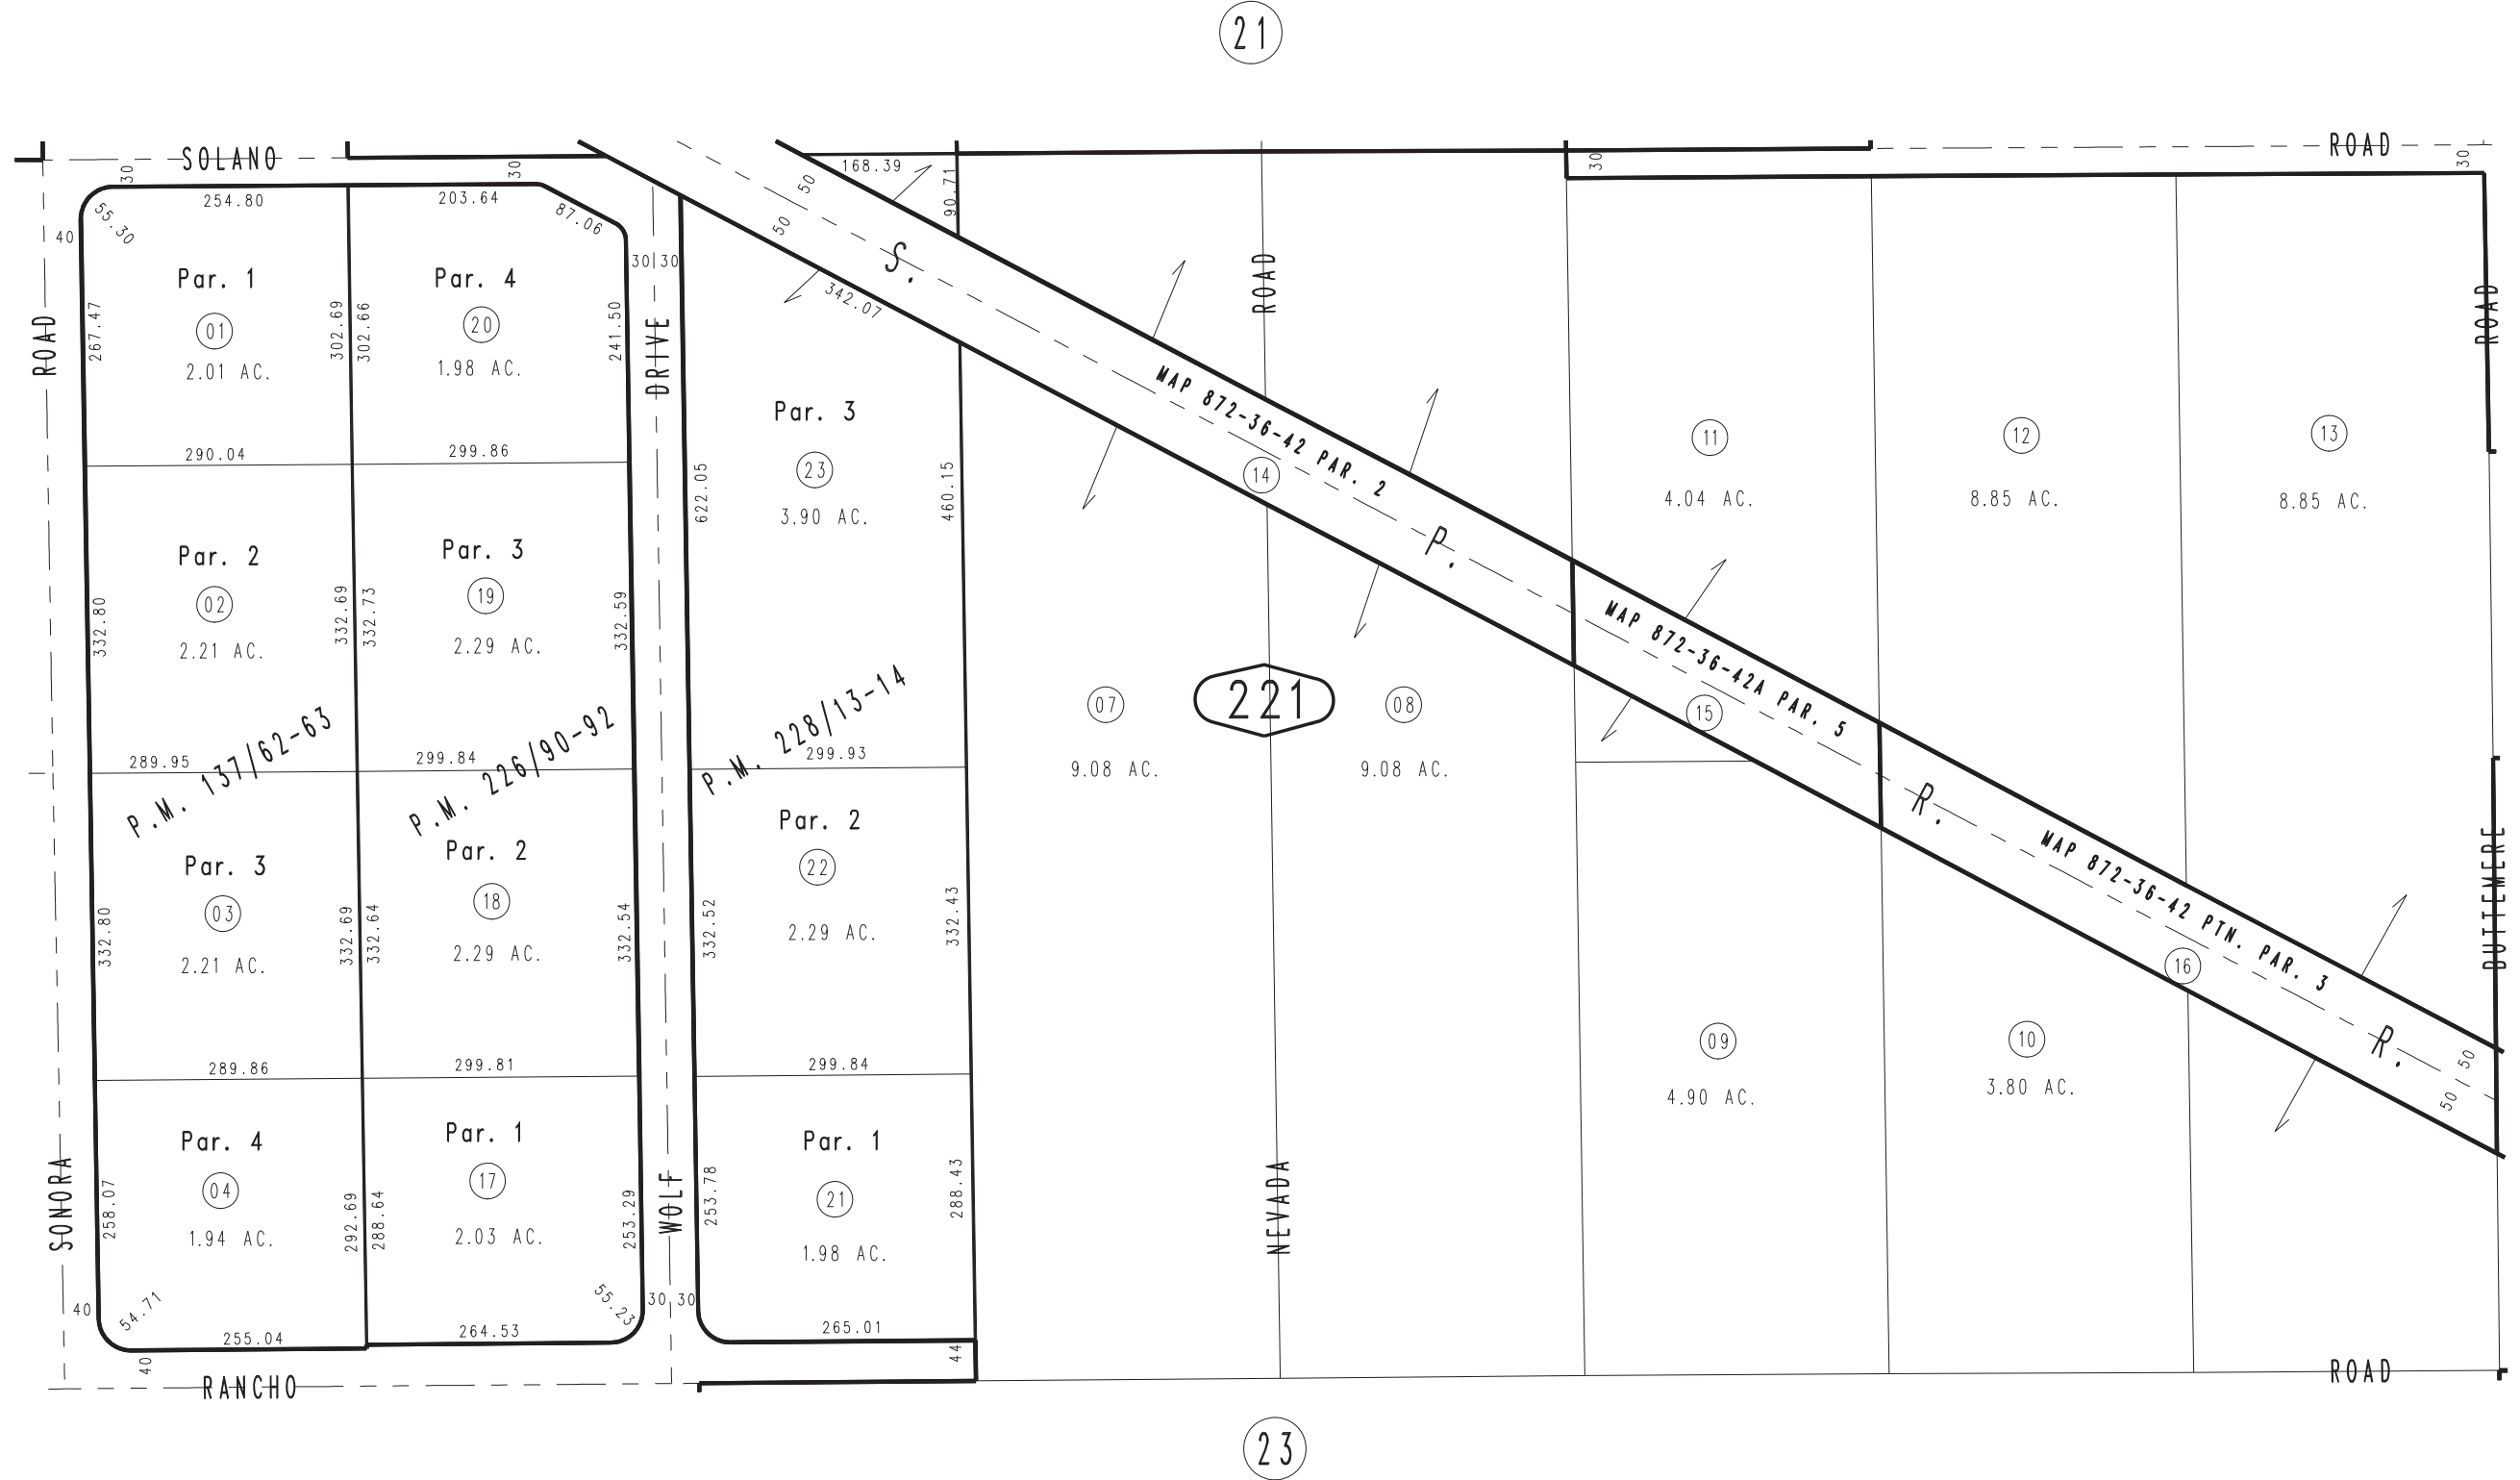 21
SOLANO
ROAD
30
30
168.39
30
30
254.80
203.64
87.06
90.71
50
50
55.30
40
30
30
S.
ROAD
ROAD
ROAD
DRIVE
Par. 1
01
2.01 AC.
267.47
302.69
302.66
Par. 4
20
1.98 AC.
241.50
342.07
Par. 3
23
3.90 AC.
622.05
460.15
MAP 872-36-42 PAR. 2
14
11
4.04 AC.
12
8.85 AC.
13
8.85 AC.
290.04
299.86
P.
Par. 2
02
2.21 AC.
332.80
332.69
332.73
Par. 3
19
2.29 AC.
332.59
MAP 872-36-42A PAR. 5
15
07
9.08 AC.
221
08
9.08 AC.
289.95
P.M. 137/62-63
299.84
P.M. 226/90-92
P.M. 228/13-14
299.93
R.
Par. 3
03
2.21 AC.
332.80
332.69
332.64
Par. 2
18
2.29 AC.
332.54
332.52
Par. 2
22
2.29 AC.
332.43
MAP 872-36-42 PTN. PAR. 3
16
BUTTEMERE
R.
50
50
09
4.90 AC.
10
3.80 AC.
289.86
299.81
299.84
SONORA
Par. 4
04
1.94 AC.
258.07
292.69
288.64
Par. 1
17
2.03 AC.
253.29
WOLF
253.78
Par. 1
21
1.98 AC.
288.43
NEVADA
40
54.71
55.23
30
30
255.04
264.53
265.01
40
44
RANCHO
ROAD
23